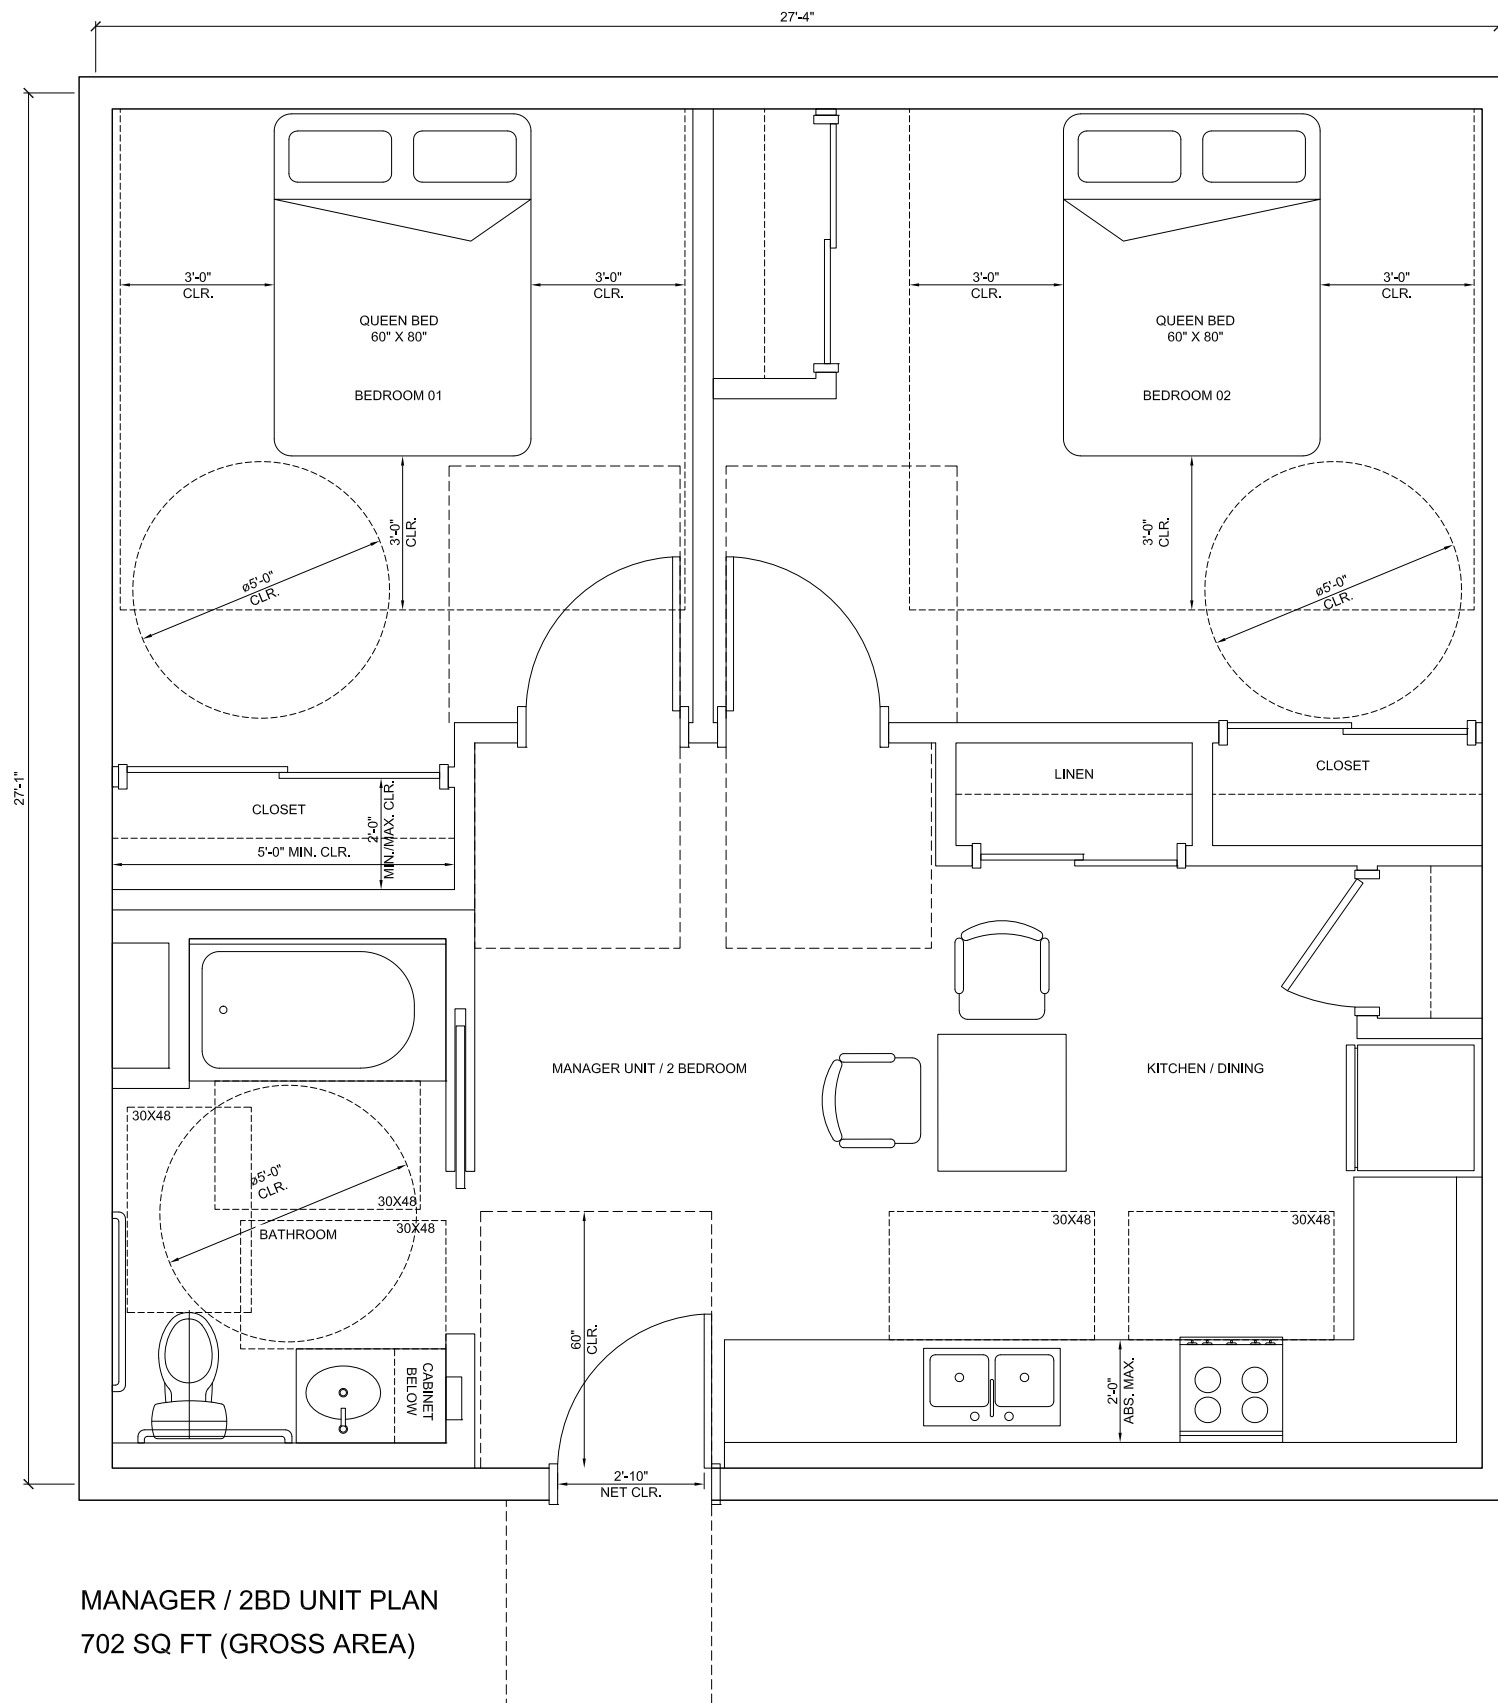 27'-4"
27'-1"
3'-0"
CLR.
3'-0"
CLR.
3'-0"
CLR.
3'-0"
CLR.
QUEEN BED
60" X 80"
QUEEN BED
60" X 80"
BEDROOM 01
BEDROOM 02
3'-0"
CLR.
3'-0"
CLR.
ø5'-0"
CLR.
ø5'-0"
CLR.
CLOSET
2'-0"
MIN./MAX. CLR.
5'-0" MIN. CLR.
LINEN
CLOSET
MANAGER UNIT / 2 BEDROOM
KITCHEN / DINING
30X48
ø5'-0"
CLR.
30X48
30X48
BATHROOM
30X48
30X48
60"
CLR.
CABINET
BELOW
2'-0"
ABS. MAX.
2'-10"
NET CLR.
MANAGER / 2BD UNIT PLAN
702 SQ FT (GROSS AREA)